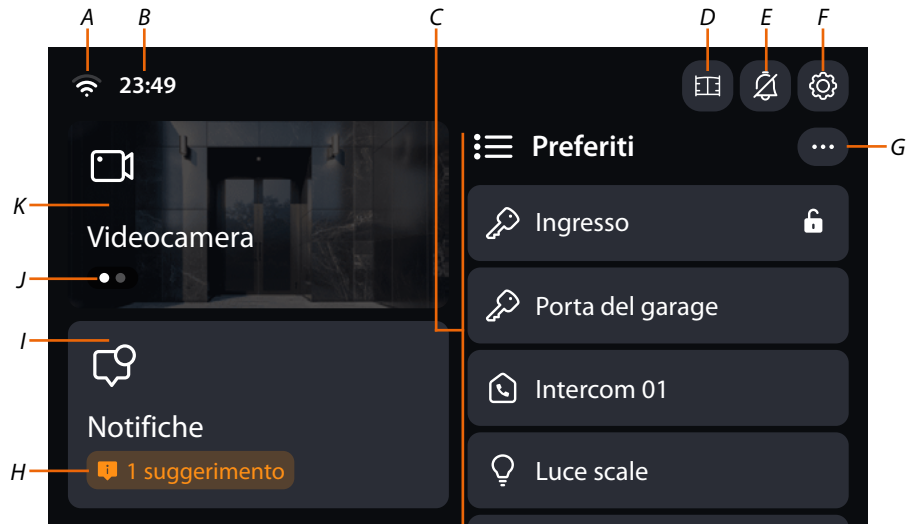 A B C D E F
23:49
Preferiti
G
K
Videocamera
J
Ingresso
Porta del garage
I
Intercom 01
Notifiche
H
1 suggerimento
Luce scale